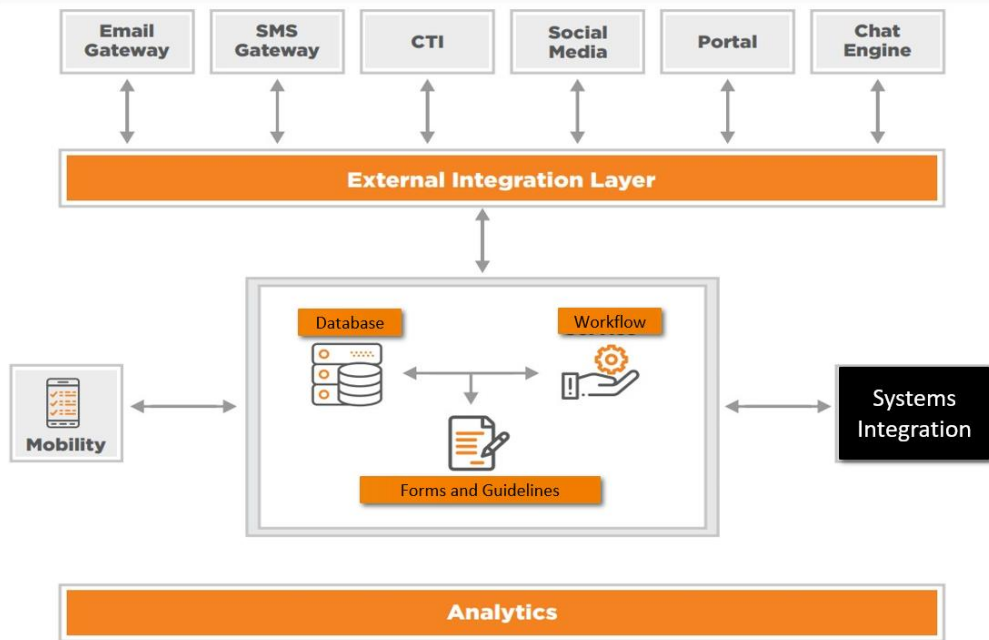 Email
Gateway
SMS
Gateway
CTI
Social
Media
Portal
Chat
Engine
External Integration Layer
Database
Workflow
Mobility
Systems
Integration
Forms and Guidelines
Analytics